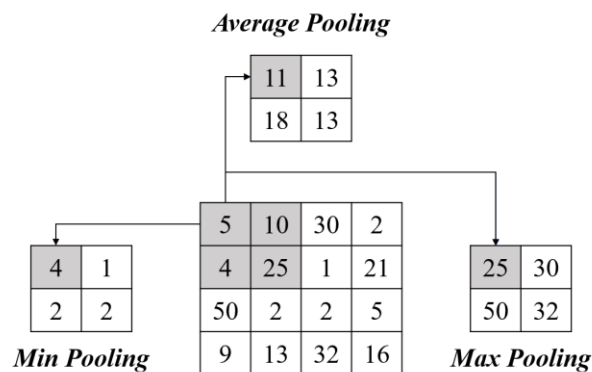 Average Pooling
11 13
18 13
5 10 30 2
4 25 1 21
50 2 2 5
9 13 32 16
4 1
2 2
Min Pooling
25 30
50 32
Max Pooling